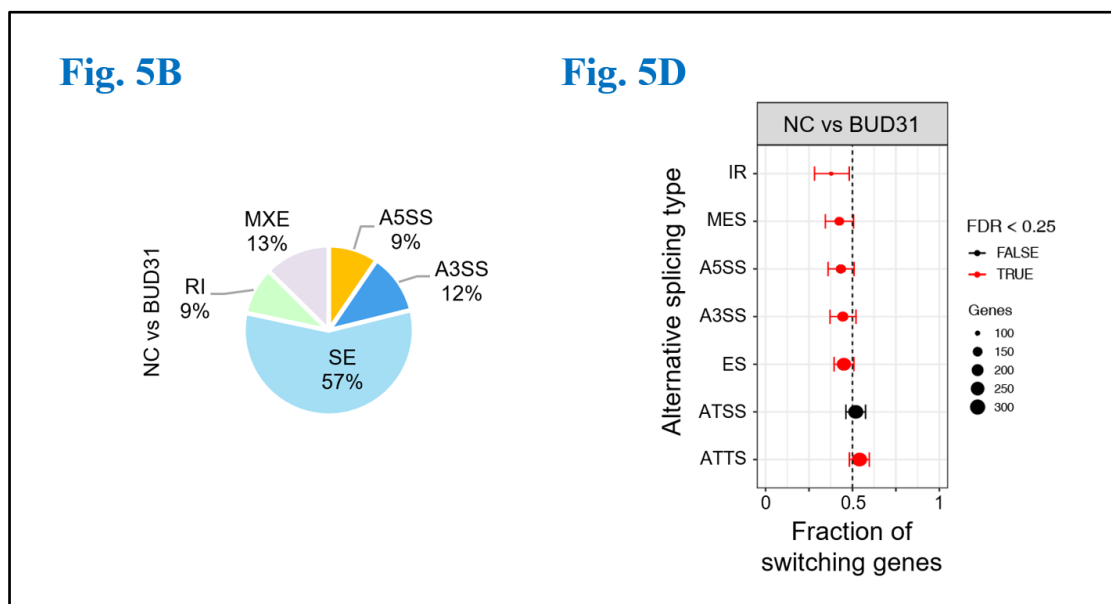 Fig. 5B
NC vs BUD31
MXE
13%
A5SS
9%
A3SS
12%
RI
9%
SE
57%
Fig. 5D
NC vs BUD31
Alternative splicing type
IR
MES
A5SS
A3SS
ES
ATSS
ATTS
0
0.5
1
Fraction of
switching genes
FDR < 0.25
FALSE
TRUE
Genes
100
150
200
250
300